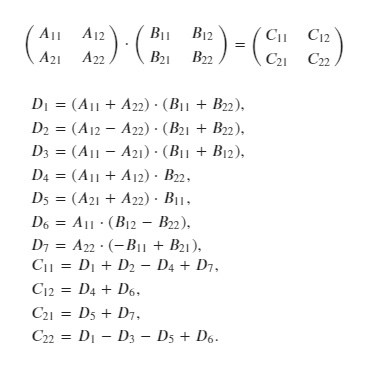 ( A11 A12 ) · ( B11 B12 ) = ( C11 C12 )
( A21 A22 ) ( B21 B22 ) ( C21 C22 )
D1 = (A11 + A22) · (B11 + B22),
D2 = (A12 − A22) · (B21 + B22),
D3 = (A11 − A21) · (B11 + B12),
D4 = (A11 + A12) · B22,
D5 = (A21 + A22) · B11,
D6 = A11 · (B12 − B22),
D7 = A22 · (−B11 + B21),
C11 = D1 + D2 − D4 + D7,
C12 = D4 + D6,
C21 = D5 + D7,
C22 = D1 − D3 − D5 + D6.